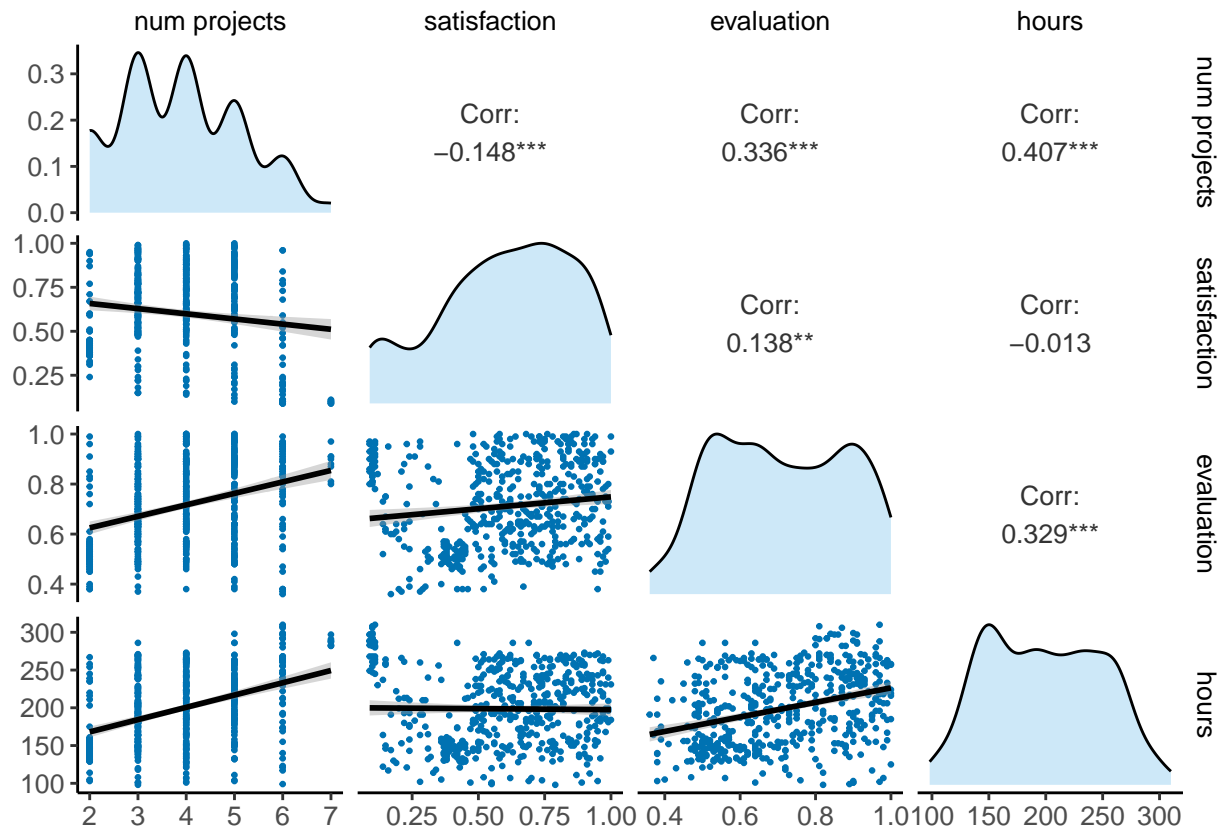 num projects satisfaction evaluation hours
0.3
0.2
0.1
0.0
Corr:
−0.148***
Corr:
0.336***
Corr:
0.407***
num projects
1.00
0.75
0.50
0.25
Corr:
0.138**
Corr:
−0.013
satisfaction
1.0
0.8
0.6
0.4
Corr:
0.329***
evaluation
300
250
200
150
100
hours
2 3 4 5 6 7
0.25 0.50 0.75 1.00
0.4 0.6 0.8 1.0
100 150 200 250 300